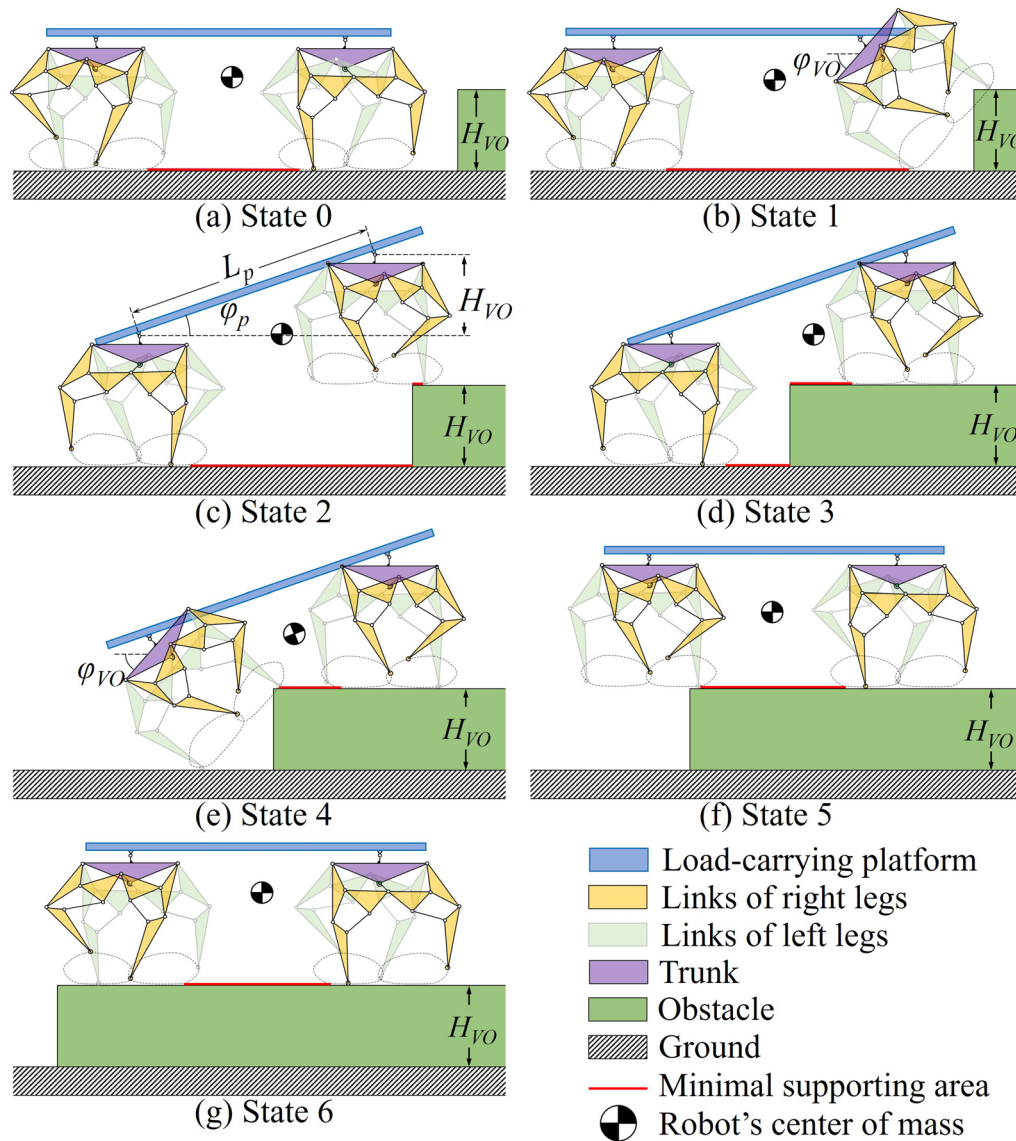 H_VO
(a) State 0
φ_VO
H_VO
(b) State 1
L_p
φ_p
H_VO
H_VO
(c) State 2
H_VO
(d) State 3
φ_VO
H_VO
(e) State 4
H_VO
(f) State 5
H_VO
(g) State 6
Load-carrying platform
Links of right legs
Links of left legs
Trunk
Obstacle
Ground
Minimal supporting area
Robot's center of mass